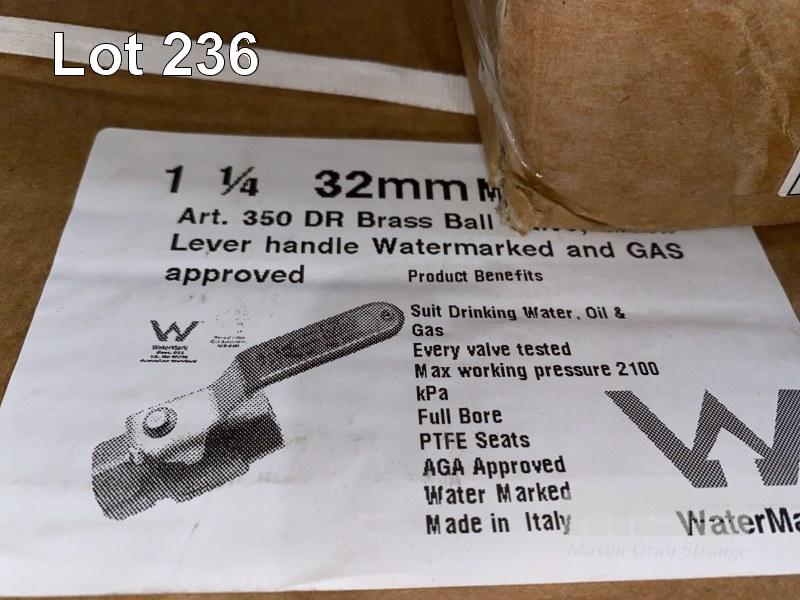 Lot 236
1 ¼ 32mm M
Art. 350 DR Brass Ball
Lever handle Watermarked and GAS
approved
Product Benefits
Suit Drinking Water, Oil &
Gas
Every valve tested
Max working pressure 2100
kPa
Full Bore
PTFE Seats
AGA Approved
Water Marked
Made in Italy
WaterMark
WaterMa
Mason Gray Strange